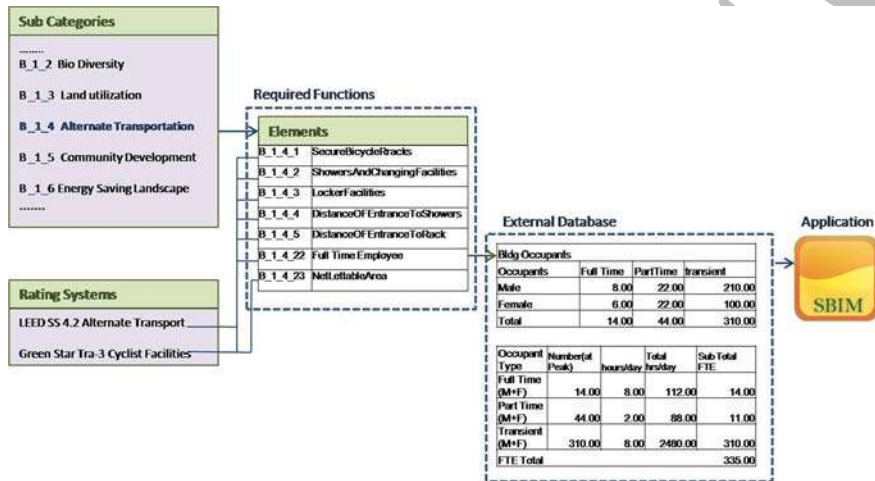 Sub Categories
........
B_1_2 Bio Diversity
B_1_3 Land utilization
B_1_4 Alternate Transportation
B_1_5 Community Development
B_1_6 Energy Saving Landscape
.......
Rating Systems
LEED SS 4.2 Alternate Transport
Green Star Tra-3 Cyclist Facilities
Required Functions
Elements
B_1_4_1 SecureBicycleRracks
B_1_4_2 ShowersAndChangingFacilities
B_1_4_3 LockerFacilities
B_1_4_4 DistanceOFEntranceToShowers
B_1_4_5 DistanceOFEntranceToRack
B_1_4_22 Full Time Employee
B_1_4_23 NetLettableArea
External Database
Bldg Occupants
Occupants Full Time PartTime transient
Male 8.00 22.00 210.00
Female 6.00 22.00 100.00
Total 14.00 44.00 310.00
Occupant Type Number(at Peak) hours/day Total hrs/day Sub Total FTE
Full Time (M+F) 14.00 8.00 112.00 14.00
Part Time (M+F) 44.00 2.00 88.00 11.00
Transient (M+F) 310.00 8.00 2480.00 310.00
FTE Total 335.00
Application
SBIM